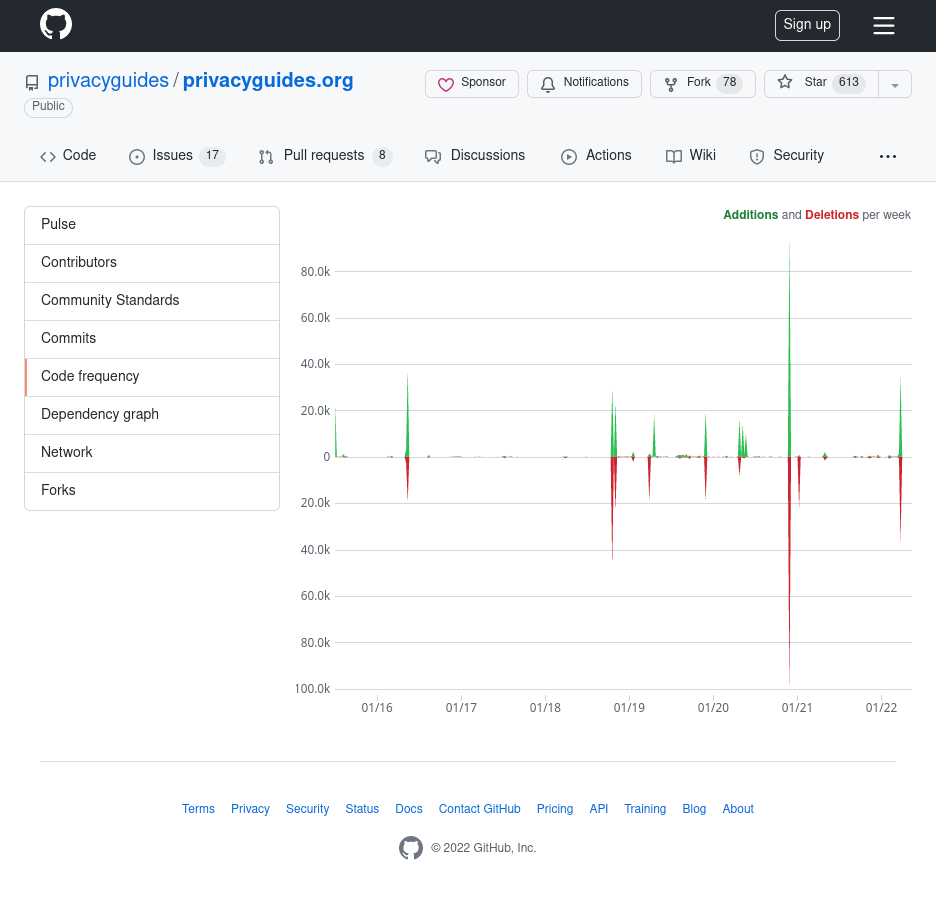 Sign up
privacyguides / privacyguides.org
Public
Sponsor
Notifications
Fork 78
Star 613
Code
Issues 17
Pull requests 8
Discussions
Actions
Wiki
Security
Pulse
Contributors
Community Standards
Commits
Code frequency
Dependency graph
Network
Forks
Additions and Deletions per week
80.0k
60.0k
40.0k
20.0k
0
20.0k
40.0k
60.0k
80.0k
100.0k
01/16 01/17 01/18 01/19 01/20 01/21 01/22
Terms Privacy Security Status Docs Contact GitHub Pricing API Training Blog About
© 2022 GitHub, Inc.